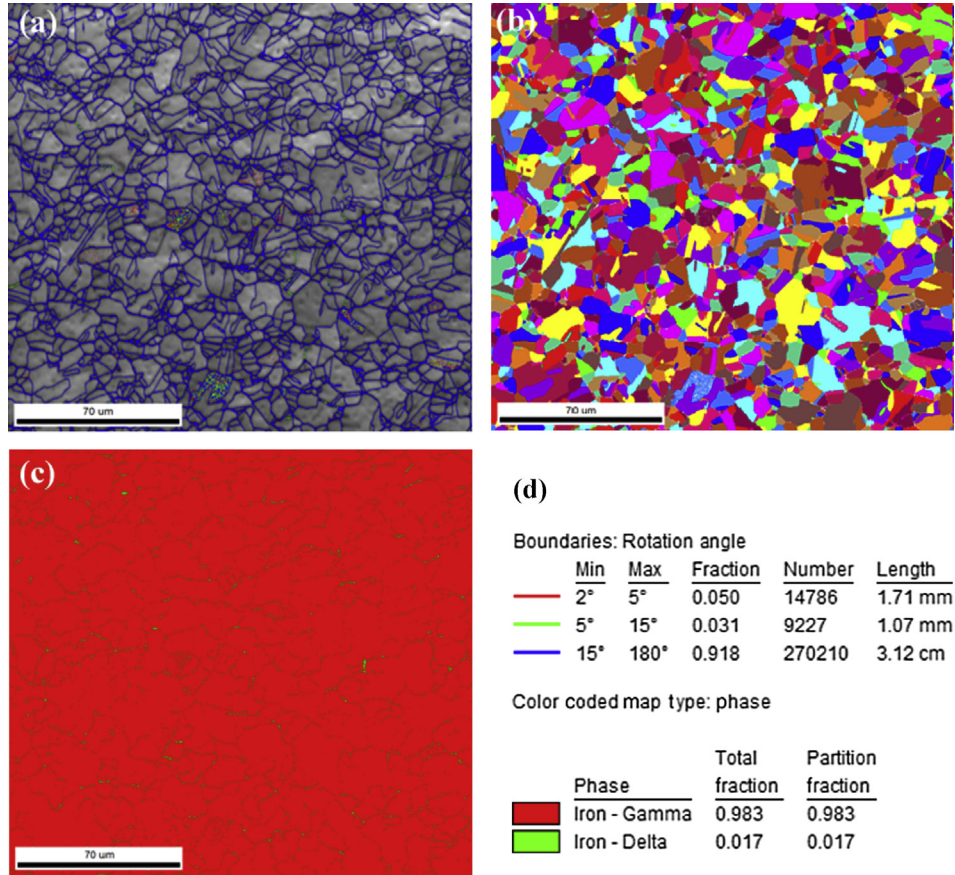 (a)
70 um
(b)
70 um
(c)
70 um
(d)
Boundaries: Rotation angle
Min Max Fraction Number Length
2° 5° 0.050 14786 1.71 mm
5° 15° 0.031 9227 1.07 mm
15° 180° 0.918 270210 3.12 cm
Color coded map type: phase
Total Partition
Phase fraction fraction
Iron - Gamma 0.983 0.983
Iron - Delta 0.017 0.017